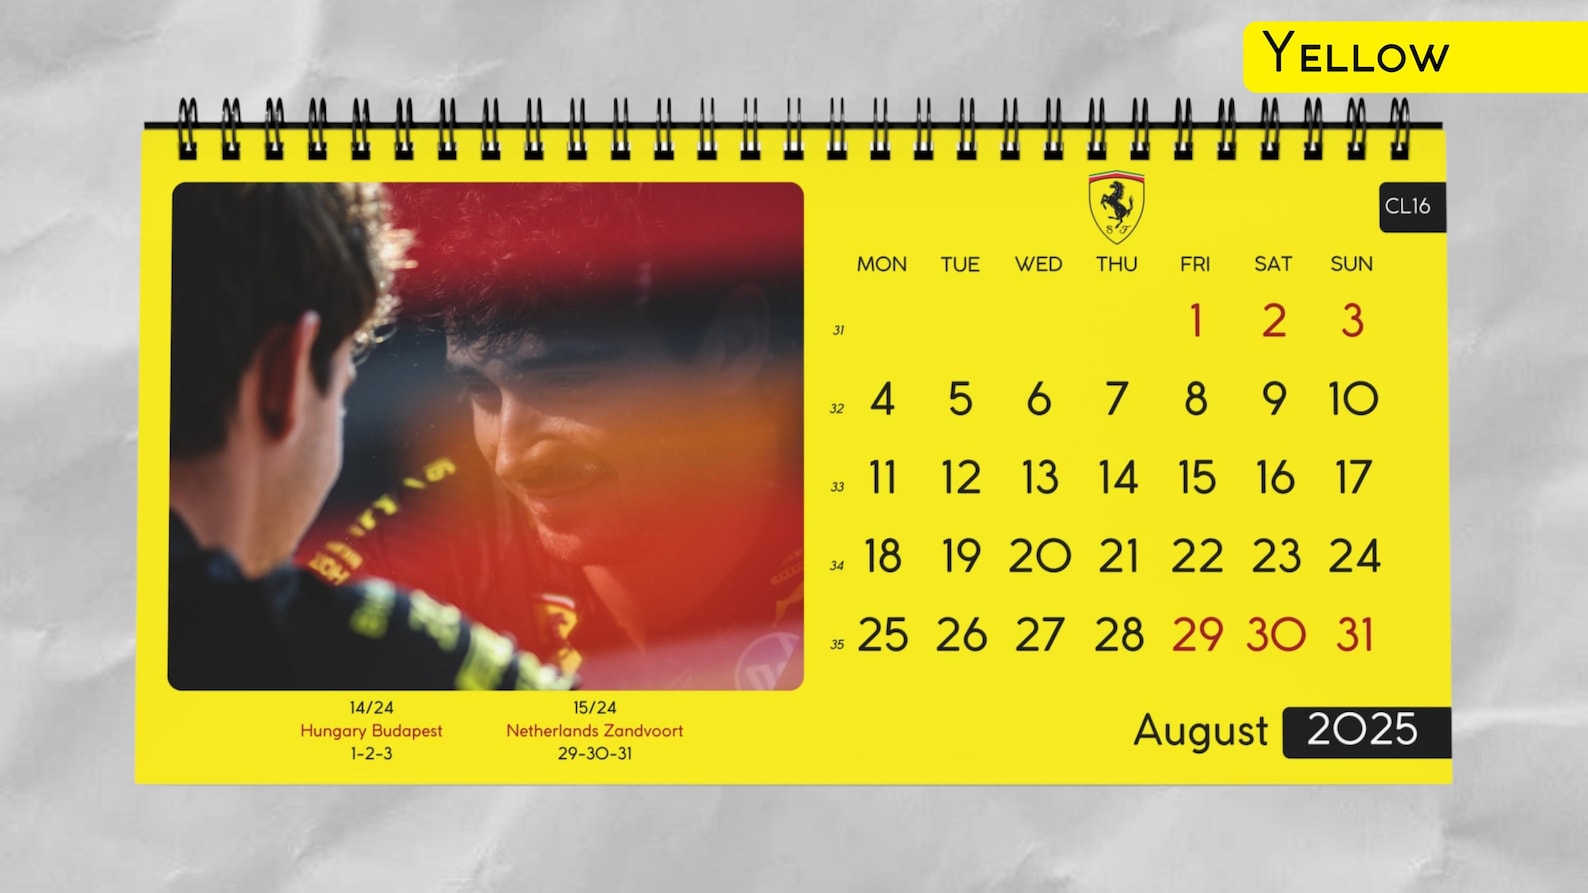 Yellow
CL16
S F
MON TUE WED THU FRI SAT SUN
31 1 2 3
32 4 5 6 7 8 9 10
33 11 12 13 14 15 16 17
34 18 19 20 21 22 23 24
35 25 26 27 28 29 30 31
14/24
Hungary Budapest
1-2-3
15/24
Netherlands Zandvoort
29-30-31
August 2025